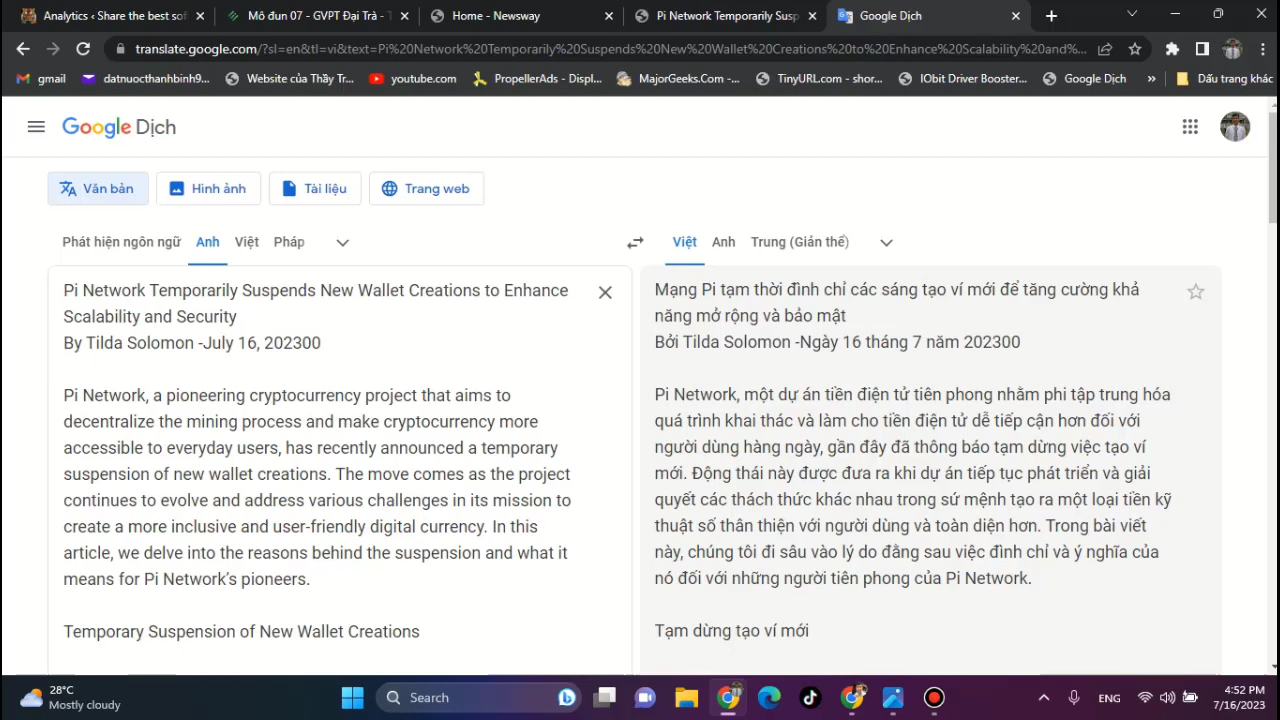 Analytics ‹ Share the best sof
Mô đun 07 - GVPT Đại Trà - T
Home - Newsway
Pi Network Temporarily Susp
Google Dịch
translate.google.com/?sl=en&tl=vi&text=Pi%20Network%20Temporarily%20Suspends%20New%20Wallet%20Creations%20to%20Enhance%20Scalability%20and%...
gmail
datnuocthanhbinh9...
Website của Thầy Tr...
youtube.com
PropellerAds - Displ...
MajorGeeks.Com -...
TinyURL.com - shor...
IObit Driver Booster...
Google Dịch
»
Dấu trang khác
Google Dịch
Văn bản
Hình ảnh
Tài liệu
Trang web
Phát hiện ngôn ngữ
Anh
Việt
Pháp
Việt
Anh
Trung (Giản thể)
Pi Network Temporarily Suspends New Wallet Creations to Enhance
Scalability and Security
By Tilda Solomon -July 16, 202300
Pi Network, a pioneering cryptocurrency project that aims to
decentralize the mining process and make cryptocurrency more
accessible to everyday users, has recently announced a temporary
suspension of new wallet creations. The move comes as the project
continues to evolve and address various challenges in its mission to
create a more inclusive and user-friendly digital currency. In this
article, we delve into the reasons behind the suspension and what it
means for Pi Network's pioneers.
Temporary Suspension of New Wallet Creations
Mạng Pi tạm thời đình chỉ các sáng tạo ví mới để tăng cường khả
năng mở rộng và bảo mật
Bởi Tilda Solomon -Ngày 16 tháng 7 năm 202300
Pi Network, một dự án tiền điện tử tiên phong nhằm phi tập trung hóa
quá trình khai thác và làm cho tiền điện tử dễ tiếp cận hơn đối với
người dùng hàng ngày, gần đây đã thông báo tạm dừng việc tạo ví
mới. Động thái này được đưa ra khi dự án tiếp tục phát triển và giải
quyết các thách thức khác nhau trong sứ mệnh tạo ra một loại tiền kỹ
thuật số thân thiện với người dùng và toàn diện hơn. Trong bài viết
này, chúng tôi đi sâu vào lý do đằng sau việc đình chỉ và ý nghĩa của
nó đối với những người tiên phong của Pi Network.
Tạm dừng tạo ví mới
28°C
Mostly cloudy
Search
ENG
4:52 PM
7/16/2023